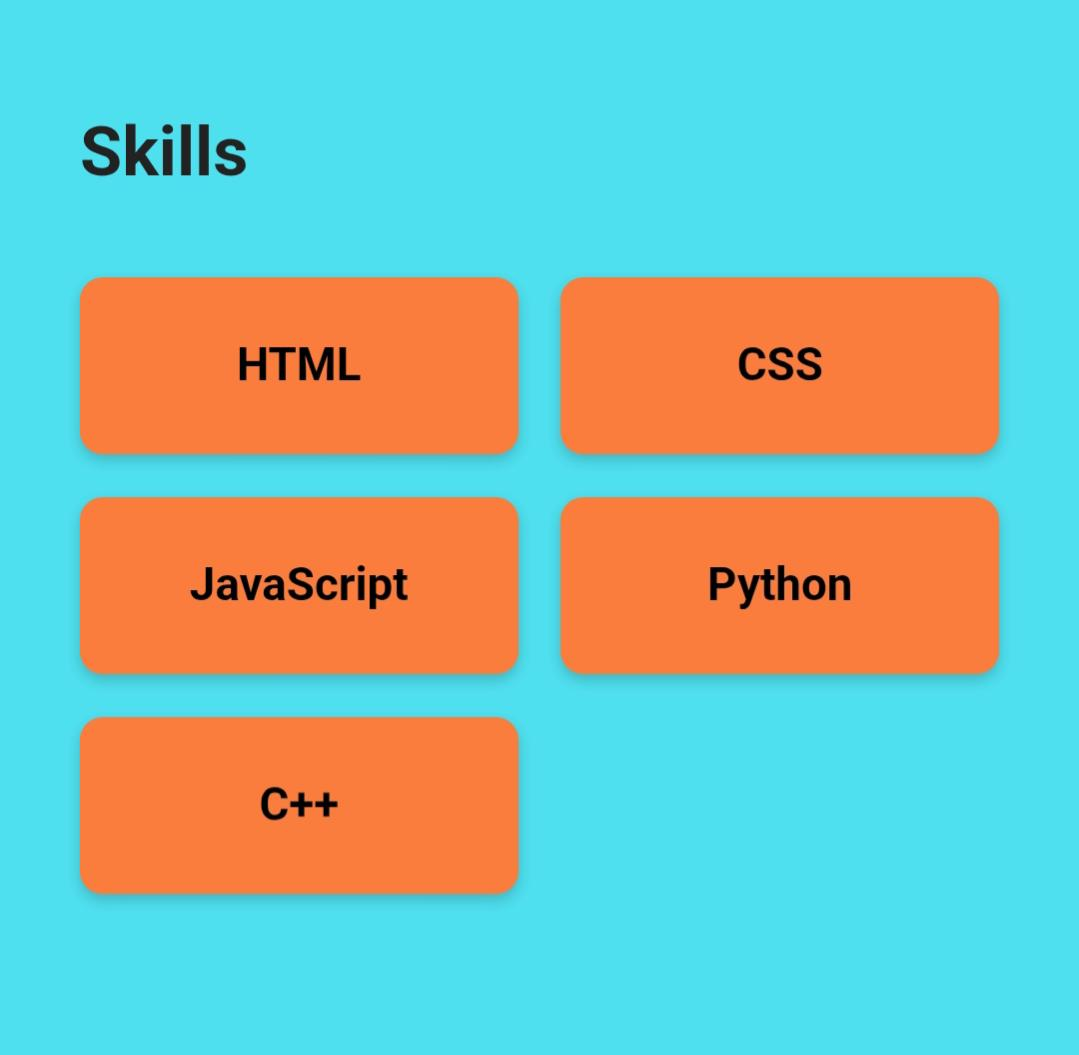 Skills
HTML
CSS
JavaScript
Python
C++